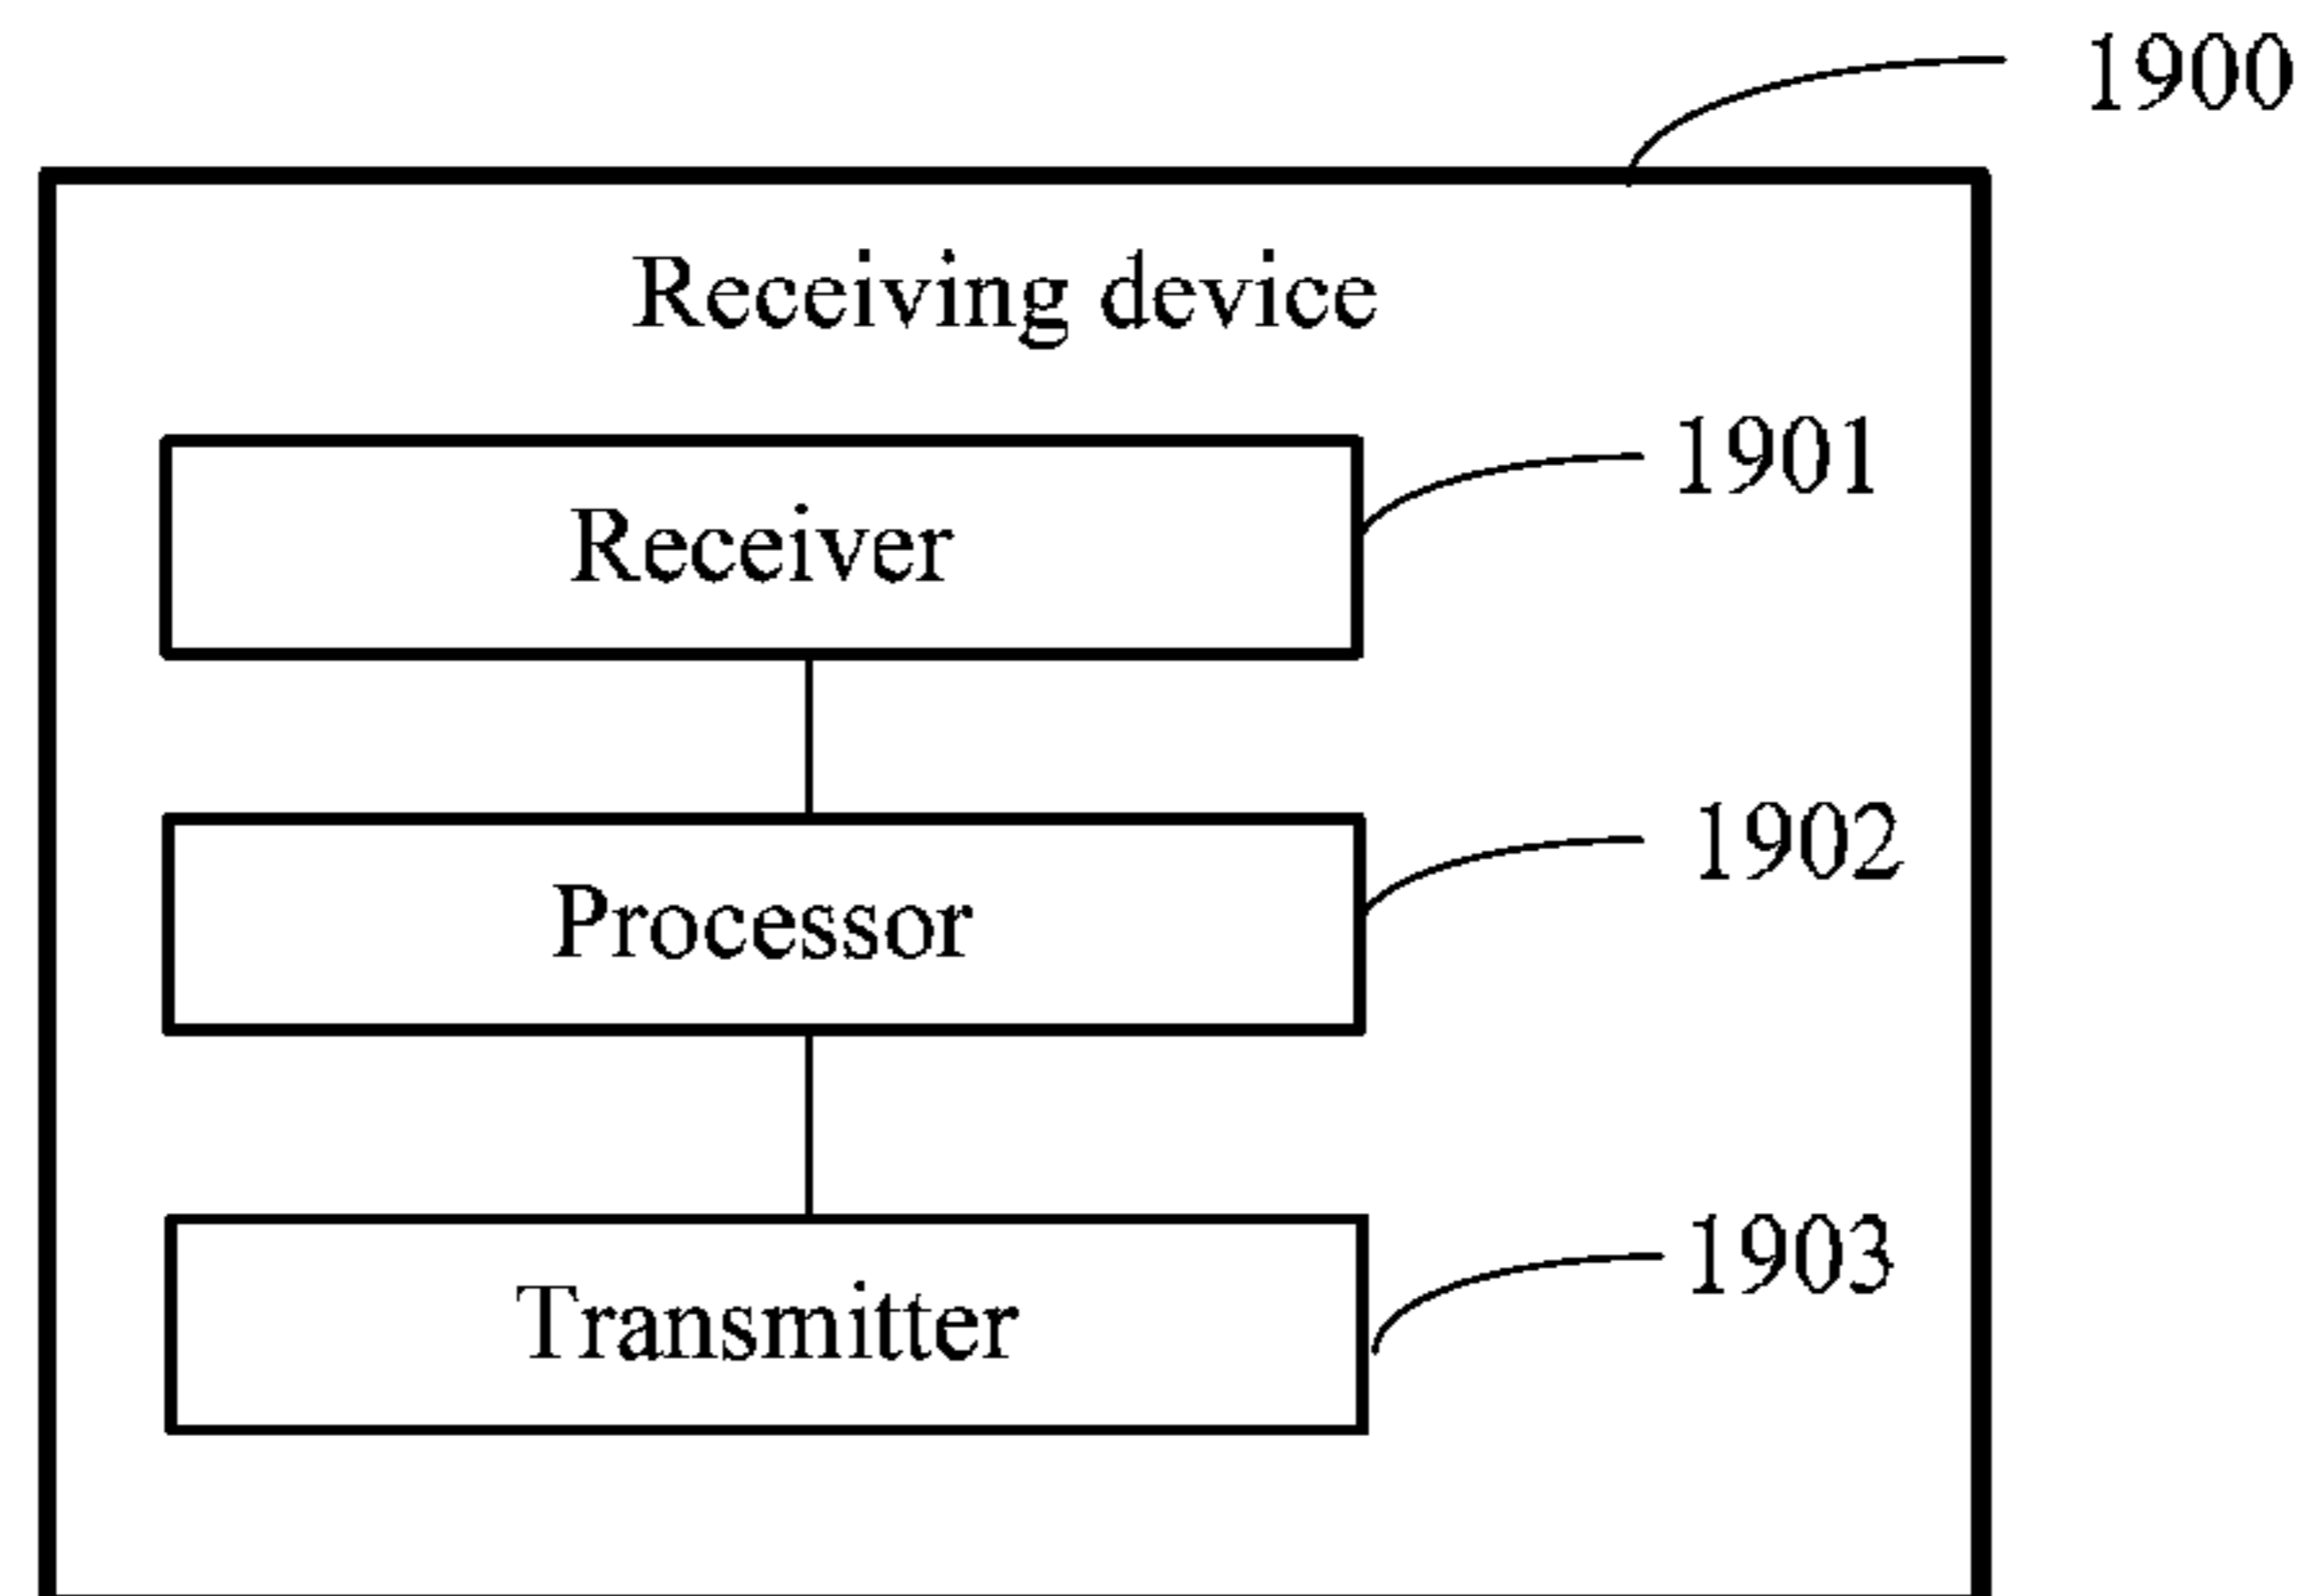 1900
Receiving device
1901
Receiver
1902
Processor
1903
Transmitter